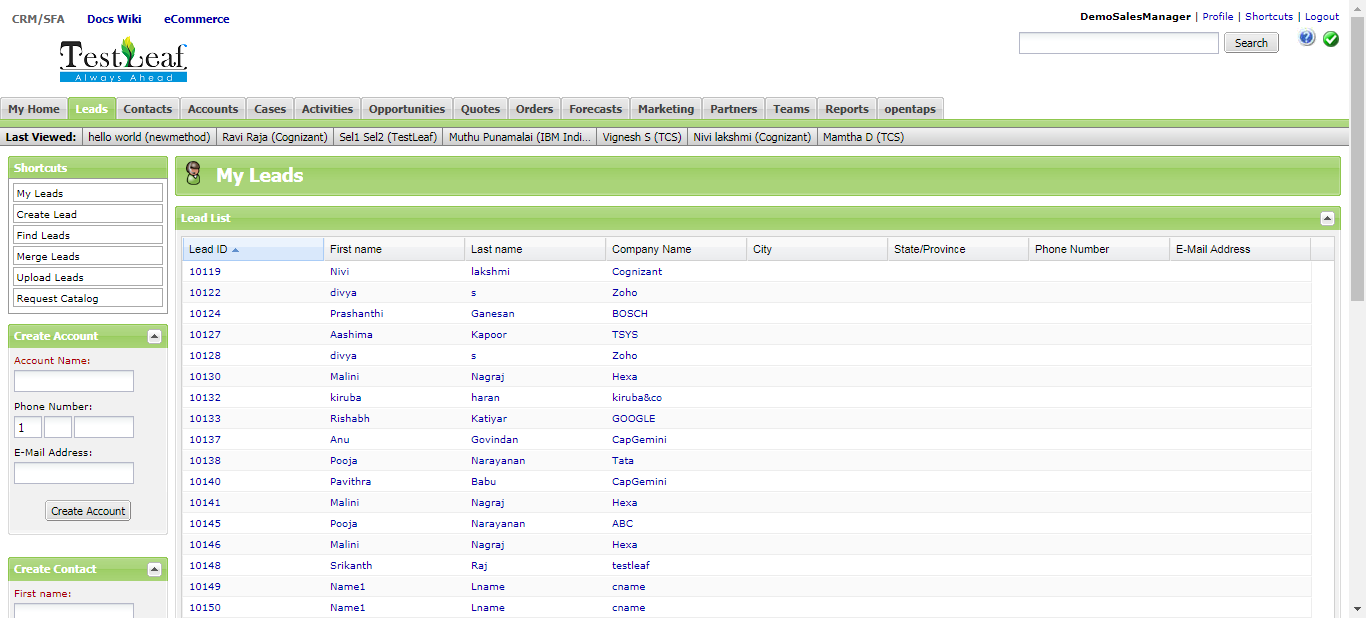 CRM/SFA Docs Wiki eCommerce
DemoSalesManager | Profile | Shortcuts | Logout
TestLeaf
Always Ahead
Search
My Home Leads Contacts Accounts Cases Activities Opportunities Quotes Orders Forecasts Marketing Partners Teams Reports opentaps
Last Viewed: hello world (newmethod) Ravi Raja (Cognizant) Sel1 Sel2 (TestLeaf) Muthu Punamalai (IBM Indi... Vignesh S (TCS) Nivi lakshmi (Cognizant) Mamtha D (TCS)
Shortcuts
My Leads
Create Lead
Find Leads
Merge Leads
Upload Leads
Request Catalog
Create Account
Account Name:
Phone Number:
1
E-Mail Address:
Create Account
Create Contact
First name:
My Leads
Lead List
Lead ID First name Last name Company Name City State/Province Phone Number E-Mail Address
10119 Nivi lakshmi Cognizant
10122 divya s Zoho
10124 Prashanthi Ganesan BOSCH
10127 Aashima Kapoor TSYS
10128 divya s Zoho
10130 Malini Nagraj Hexa
10132 kiruba haran kiruba&co
10133 Rishabh Katiyar GOOGLE
10137 Anu Govindan CapGemini
10138 Pooja Narayanan Tata
10140 Pavithra Babu CapGemini
10141 Malini Nagraj Hexa
10145 Pooja Narayanan ABC
10146 Malini Nagraj Hexa
10148 Srikanth Raj testleaf
10149 Name1 Lname cname
10150 Name1 Lname cname